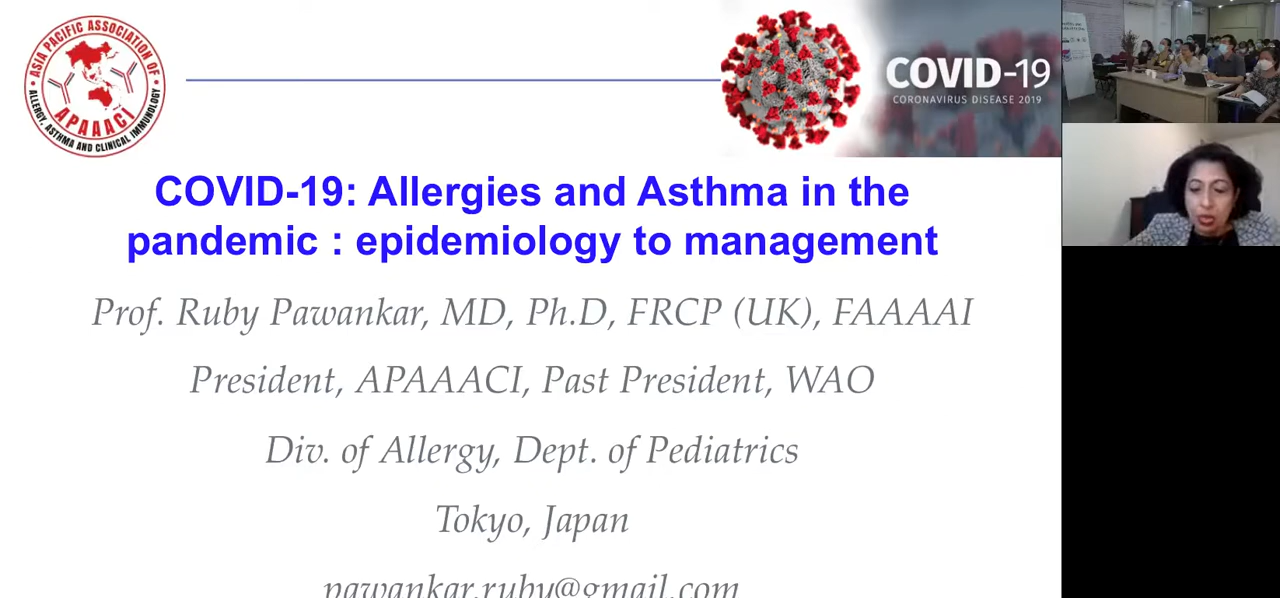 ASIA PACIFIC ASSOCIATION OF
ALLERGY, ASTHMA AND CLINICAL IMMUNOLOGY
APAAACI
COVID-19
CORONAVIRUS DISEASE 2019
COVID-19: Allergies and Asthma in the
pandemic : epidemiology to management
Prof. Ruby Pawankar, MD, Ph.D, FRCP (UK), FAAAAI
President, APAAACI, Past President, WAO
Div. of Allergy, Dept. of Pediatrics
Tokyo, Japan
pawankar.ruby@gmail.com